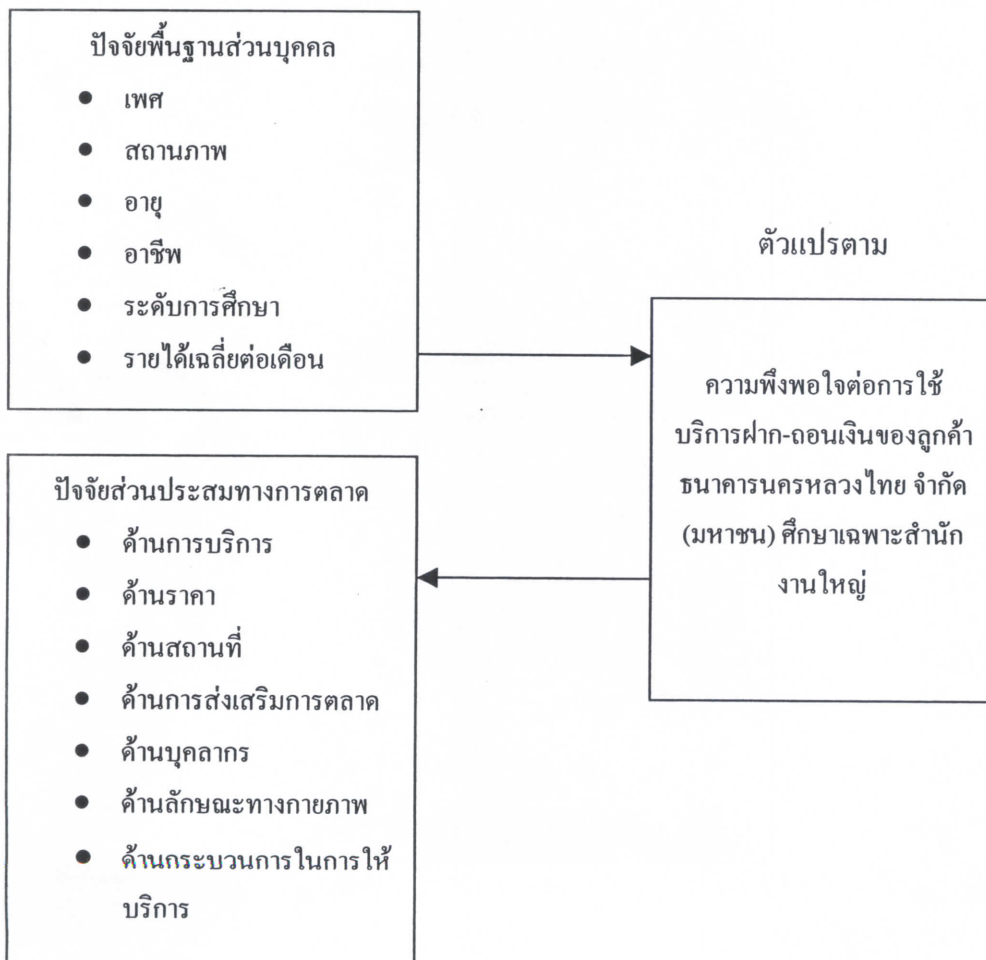 ปัจจัยพื้นฐานส่วนบุคคล
● เพศ
● สถานภาพ
● อายุ
● อาชีพ
● ระดับการศึกษา
● รายได้เฉลี่ยต่อเดือน
ปัจจัยส่วนประสมทางการตลาด
● ด้านการบริการ
● ด้านราคา
● ด้านสถานที่
● ด้านการส่งเสริมการตลาด
● ด้านบุคลากร
● ด้านลักษณะทางกายภาพ
● ด้านกระบวนการในการให้
บริการ
ตัวแปรตาม
ความพึงพอใจต่อการใช้
บริการฝาก-ถอนเงินของลูกค้า
ธนาคารนครหลวงไทย จำกัด
(มหาชน) ศึกษาเฉพาะสำนัก
งานใหญ่